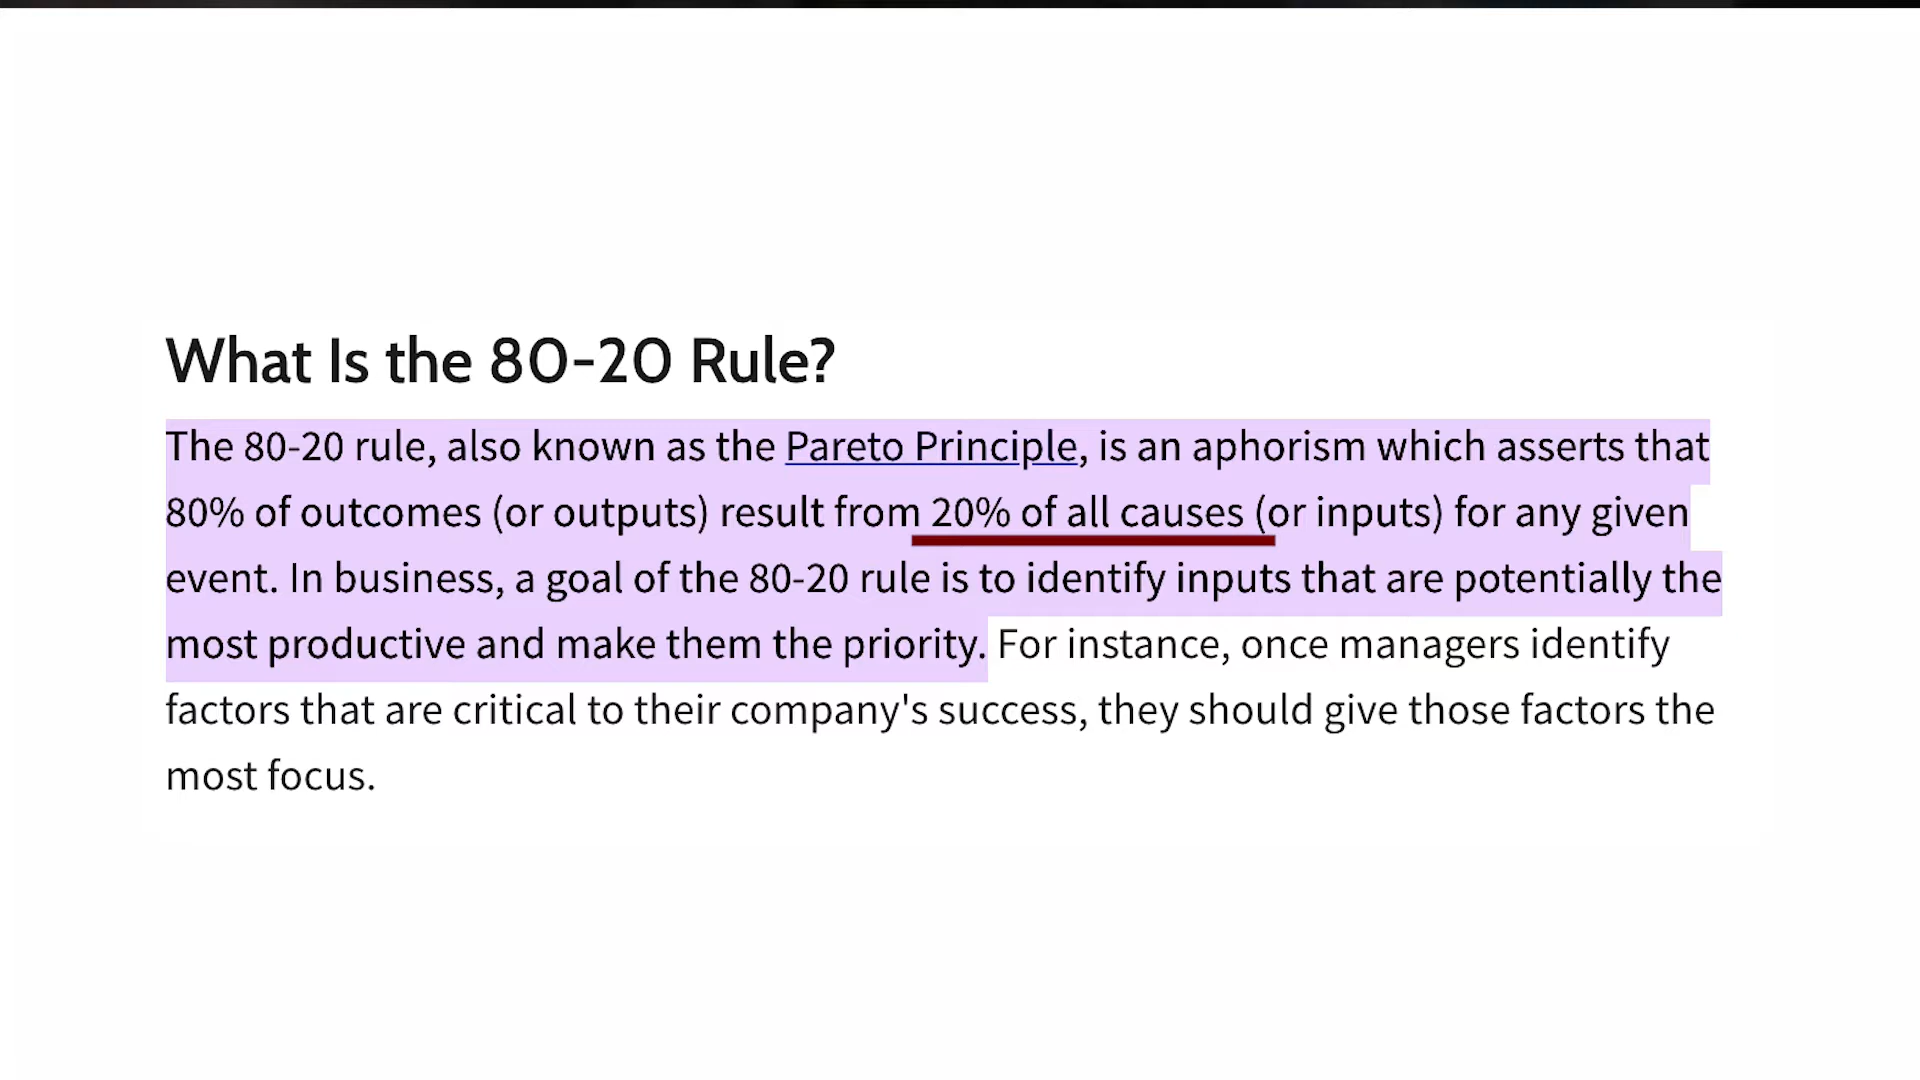 What Is the 80-20 Rule?
The 80-20 rule, also known as the Pareto Principle, is an aphorism which asserts that
80% of outcomes (or outputs) result from 20% of all causes (or inputs) for any given
event. In business, a goal of the 80-20 rule is to identify inputs that are potentially the
most productive and make them the priority. For instance, once managers identify
factors that are critical to their company's success, they should give those factors the
most focus.